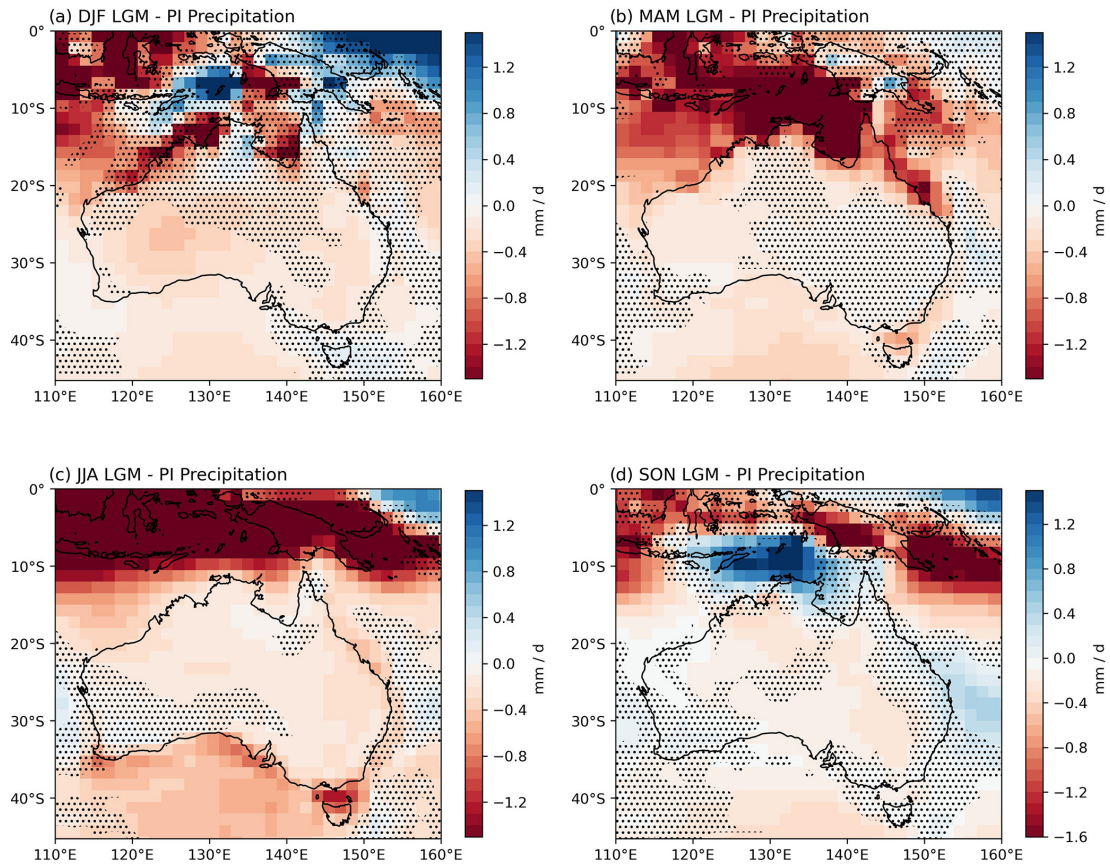 (a) DJF LGM - PI Precipitation
0°
10°S
20°S
30°S
40°S
110°E 120°E 130°E 140°E 150°E 160°E
1.2
0.8
0.4
0.0
−0.4
−0.8
−1.2
mm / d
(b) MAM LGM - PI Precipitation
0°
10°S
20°S
30°S
40°S
110°E 120°E 130°E 140°E 150°E 160°E
1.2
0.8
0.4
0.0
−0.4
−0.8
−1.2
mm / d
(c) JJA LGM - PI Precipitation
0°
10°S
20°S
30°S
40°S
110°E 120°E 130°E 140°E 150°E 160°E
1.2
0.8
0.4
0.0
−0.4
−0.8
−1.2
mm / d
(d) SON LGM - PI Precipitation
0°
10°S
20°S
30°S
40°S
110°E 120°E 130°E 140°E 150°E 160°E
1.2
0.8
0.4
0.0
−0.4
−0.8
−1.2
−1.6
mm / d